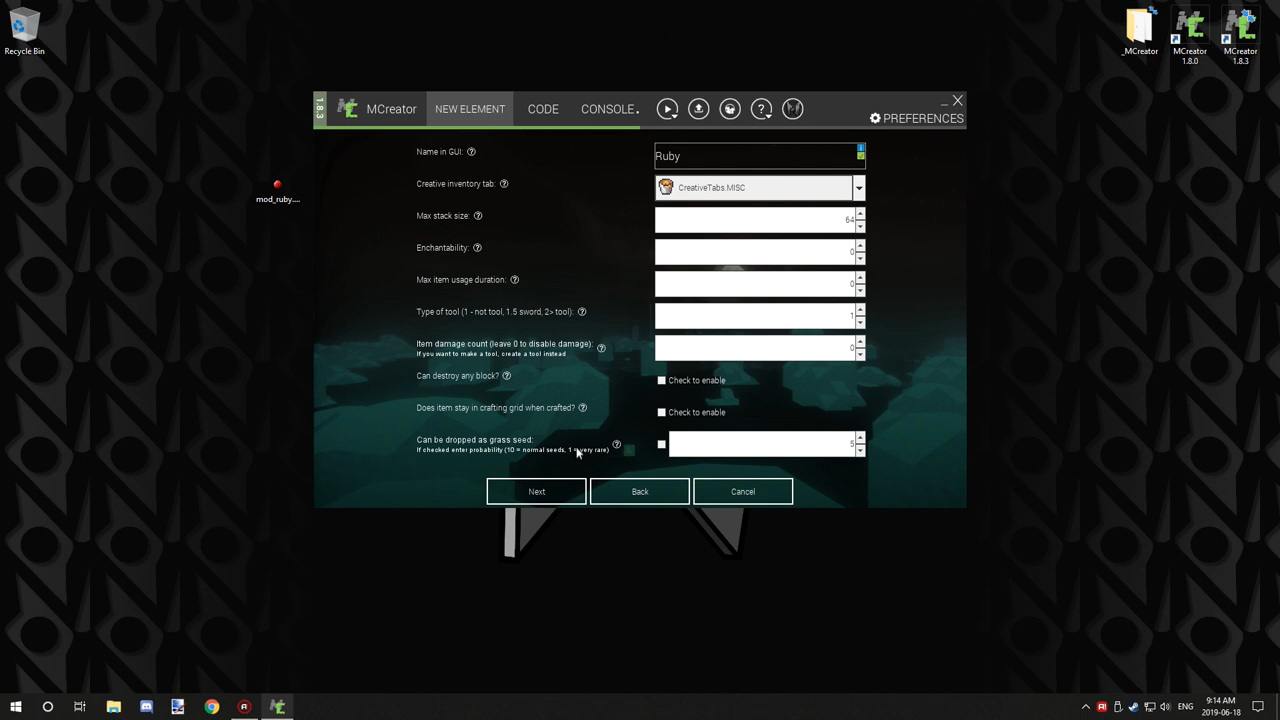 Recycle Bin
_MCreator
MCreator
1.8.0
MCreator
1.8.3
1.8.3
MCreator
NEW ELEMENT
CODE
CONSOLE.
PREFERENCES
mod_ruby....
Name in GUI:
Ruby
Creative inventory tab:
CreativeTabs.MISC
Max stack size:
64
Enchantability:
0
Max item usage duration:
0
Type of tool (1 - not tool, 1.5 sword, 2> tool):
1
Item damage count (leave 0 to disable damage):
If you want to make a tool, create a tool instead
0
Can destroy any block?
Check to enable
Does item stay in crafting grid when crafted?
Check to enable
Can be dropped as grass seed:
If checked enter probability (10 = normal seeds, 1 = very rare)
5
Next
Back
Cancel
ENG
9:14 AM
2019-06-18